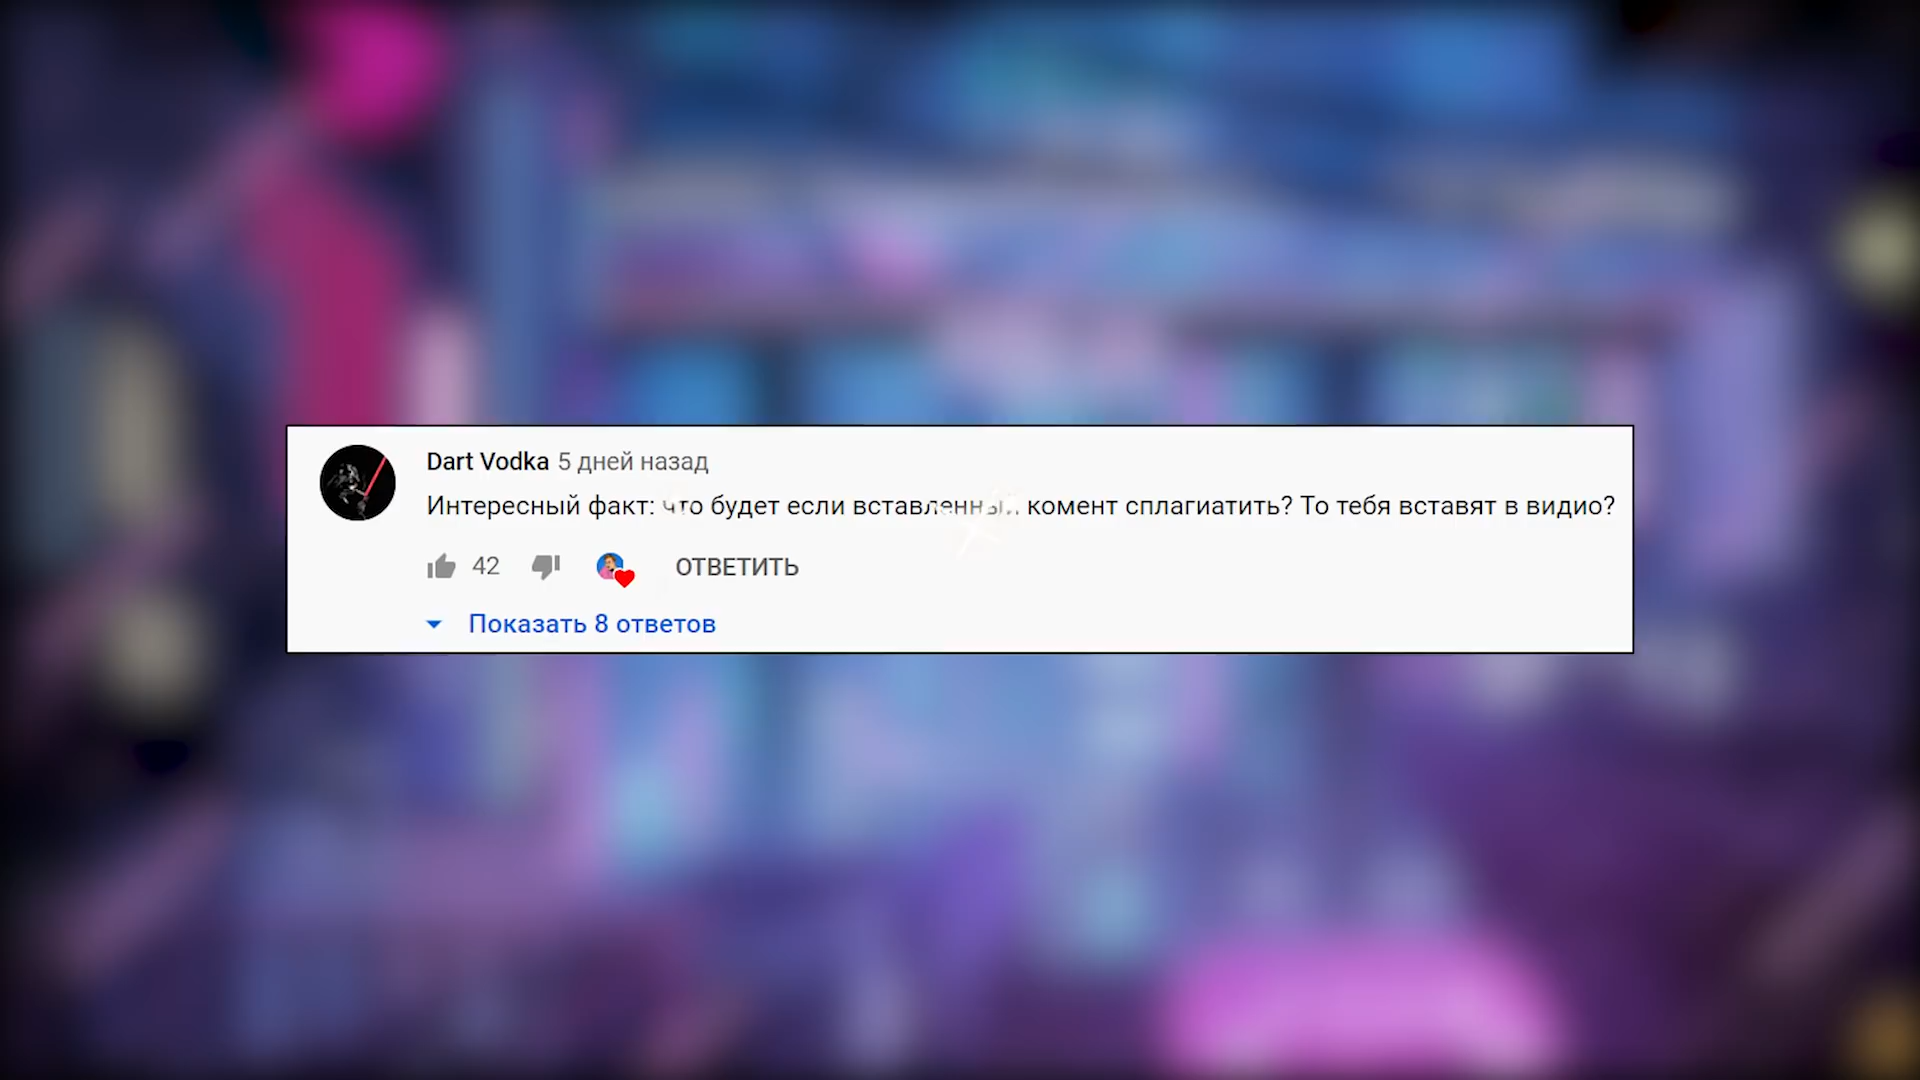 Dart Vodka 5 дней назад
Интересный факт: что будет если вставленный комент сплагиатить? То тебя вставят в видио?
42
ОТВЕТИТЬ
Показать 8 ответов